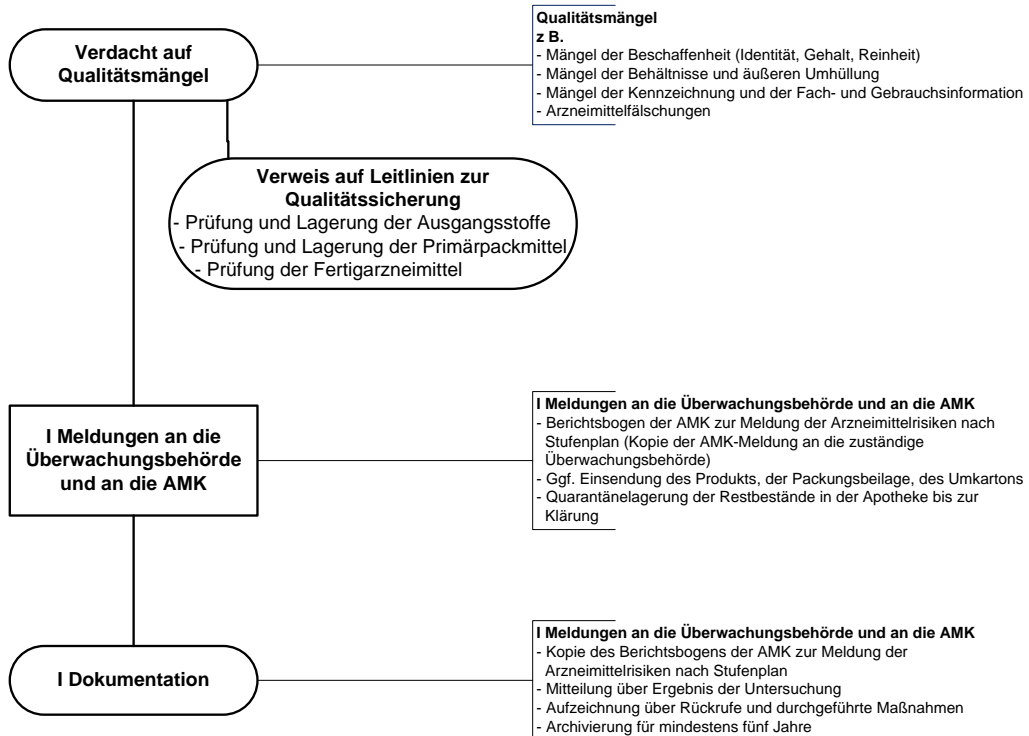 Verdacht auf
Qualitätsmängel
Qualitätsmängel
z B.
- Mängel der Beschaffenheit (Identität, Gehalt, Reinheit)
- Mängel der Behältnisse und äußeren Umhüllung
- Mängel der Kennzeichnung und der Fach- und Gebrauchsinformation
- Arzneimittelfälschungen
Verweis auf Leitlinien zur
Qualitätssicherung
- Prüfung und Lagerung der Ausgangsstoffe
- Prüfung und Lagerung der Primärpackmittel
- Prüfung der Fertigarzneimittel
I Meldungen an die
Überwachungsbehörde
und an die AMK
I Meldungen an die Überwachungsbehörde und an die AMK
- Berichtsbogen der AMK zur Meldung der Arzneimittelrisiken nach
Stufenplan (Kopie der AMK-Meldung an die zuständige
Überwachungsbehörde)
- Ggf. Einsendung des Produkts, der Packungsbeilage, des Umkartons
- Quarantänelagerung der Restbestände in der Apotheke bis zur
Klärung
I Dokumentation
I Meldungen an die Überwachungsbehörde und an die AMK
- Kopie des Berichtsbogens der AMK zur Meldung der
Arzneimittelrisiken nach Stufenplan
- Mitteilung über Ergebnis der Untersuchung
- Aufzeichnung über Rückrufe und durchgeführte Maßnahmen
- Archivierung für mindestens fünf Jahre